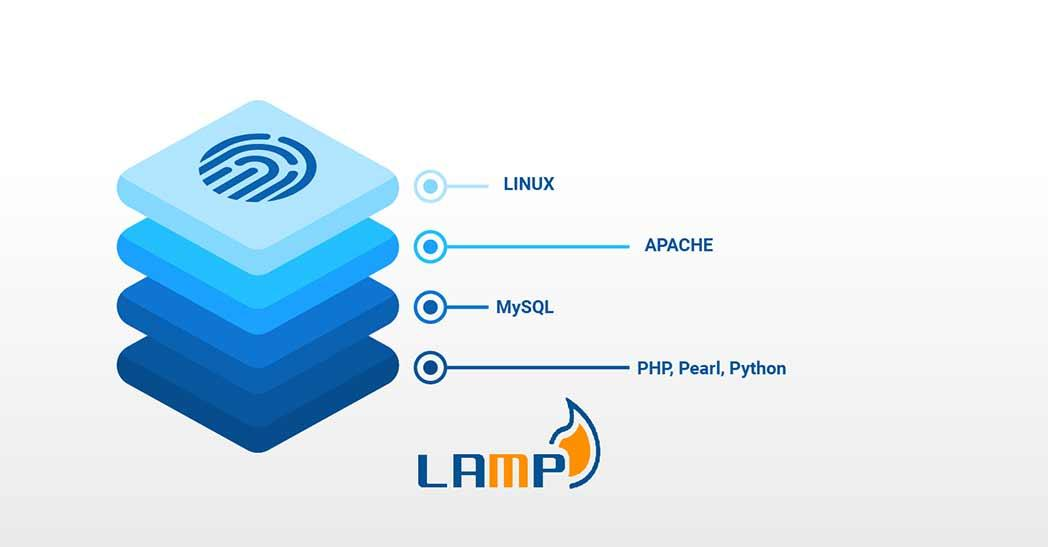 LINUX
APACHE
MySQL
PHP, Pearl, Python
LAMP